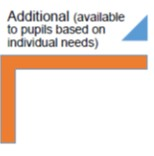 Additional (available
to pupils based on
individual needs)